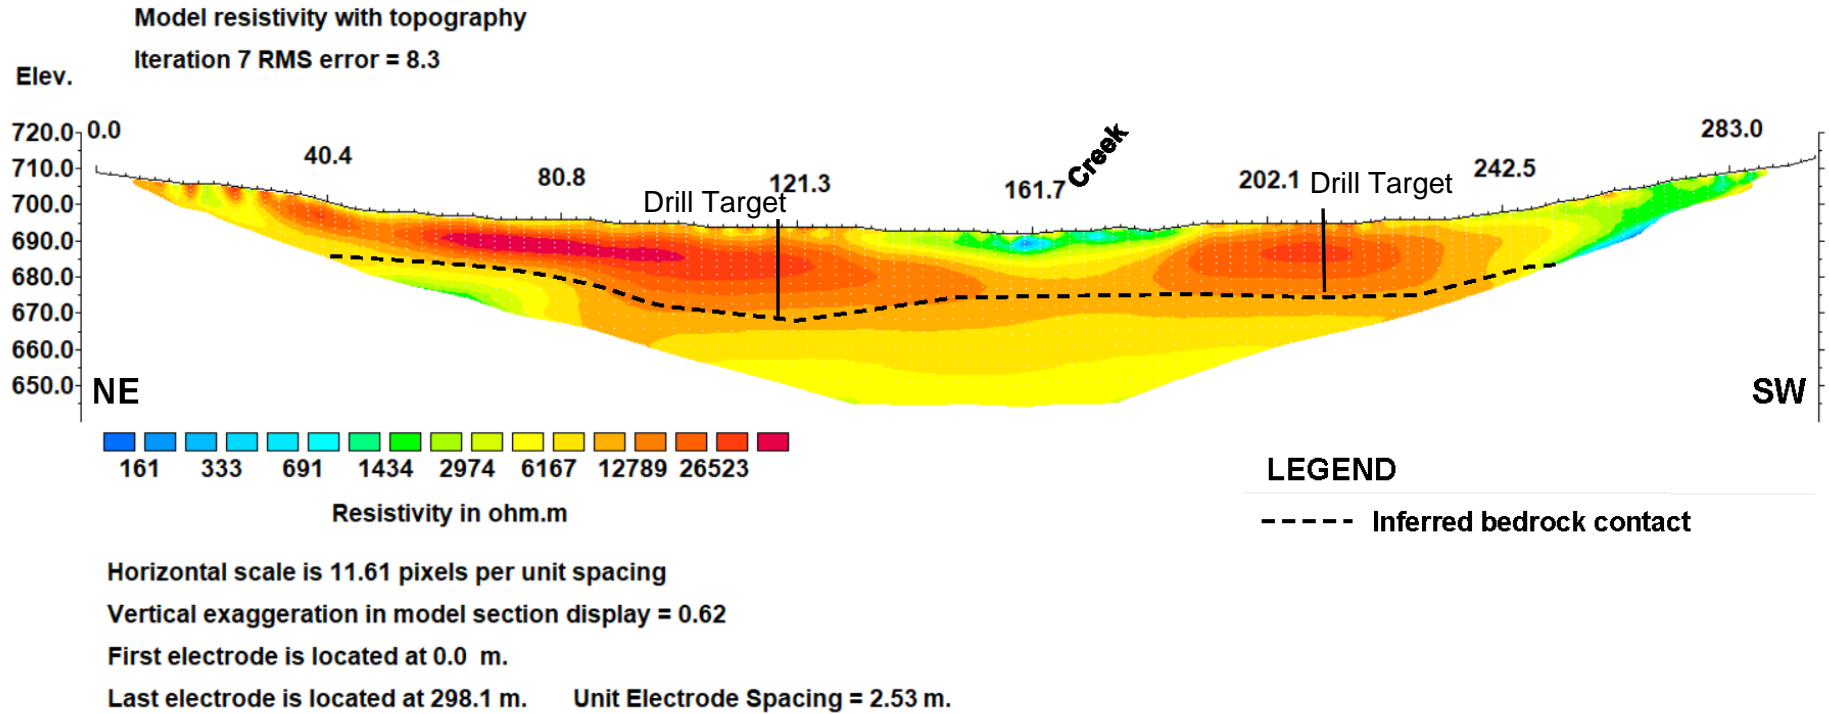 Model resistivity with topography
Iteration 7 RMS error = 8.3
Elev.
720.0
0.0
40.4
80.8
121.3
161.7
Creek
202.1
242.5
283.0
Drill Target
Drill Target
710.0
700.0
690.0
680.0
670.0
660.0
650.0
NE
SW
161 333 691 1434 2974 6167 12789 26523
Resistivity in ohm.m
LEGEND
Inferred bedrock contact
Horizontal scale is 11.61 pixels per unit spacing
Vertical exaggeration in model section display = 0.62
First electrode is located at 0.0 m.
Last electrode is located at 298.1 m. Unit Electrode Spacing = 2.53 m.